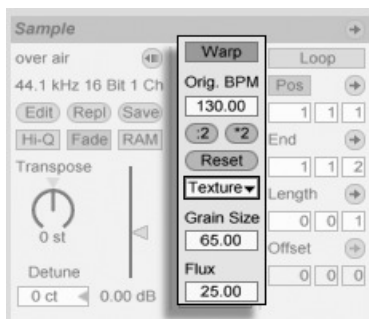 Sample
over air
44.1 kHz 16 Bit 1 Ch
Edit Repl Save
Hi-Q Fade RAM
Transpose
0 st
Detune
0 ct 0.00 dB
Warp
Orig. BPM
130.00
:2 *2
Reset
Texture
Grain Size
65.00
Flux
25.00
Loop
Pos
1 1 1
End
1 1 2
Length
0 0 1
Offset
0 0 0